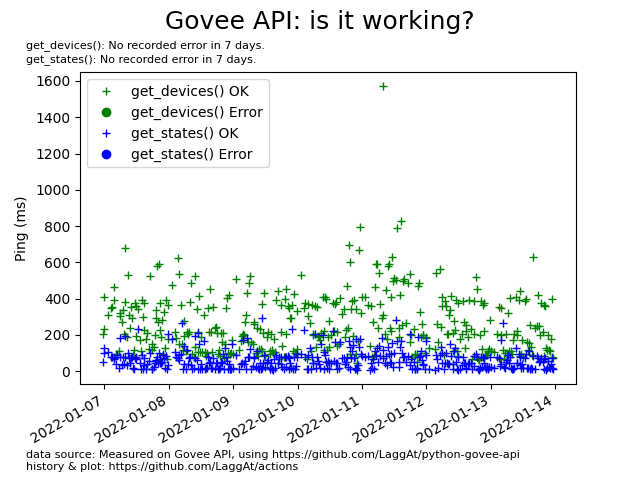 Govee API: is it working?
get_devices(): No recorded error in 7 days.
get_states(): No recorded error in 7 days.
get_devices() OK
get_devices() Error
get_states() OK
get_states() Error
Ping (ms)
1600
1400
1200
1000
800
600
400
200
0
2022-01-07
2022-01-08
2022-01-09
2022-01-10
2022-01-11
2022-01-12
2022-01-13
2022-01-14
data source: Measured on Govee API, using https://github.com/LaggAt/python-govee-api
history & plot: https://github.com/LaggAt/actions